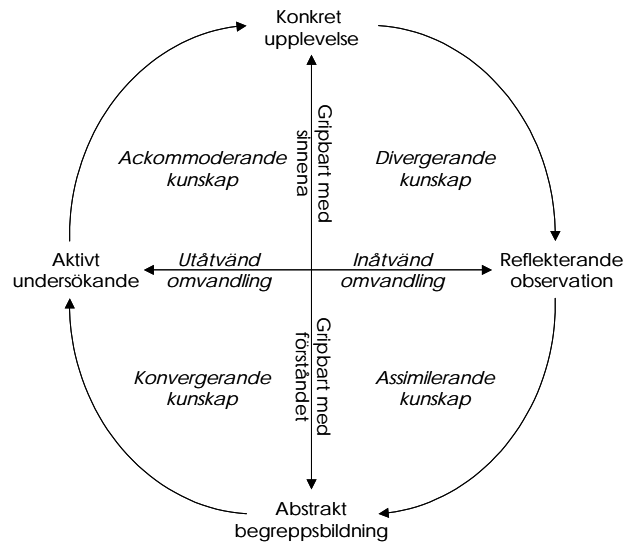 Konkret
upplevelse
Ackommoderande
kunskap
Gripbart med
sinnena
Divergerande
kunskap
Aktivt
undersökande
Utåtvänd
omvandling
Inåtvänd
omvandling
Reflekterande
observation
Konvergerande
kunskap
Gripbart med
förståndet
Assimilerande
kunskap
Abstrakt
begreppsbildning